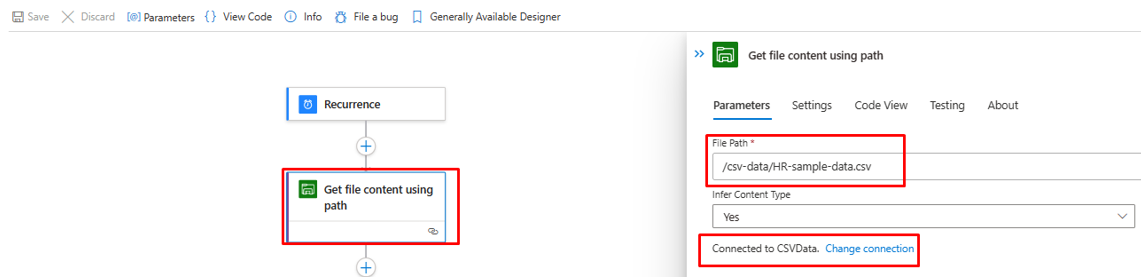 Save Discard [@] Parameters {} View Code Info File a bug Generally Available Designer
Recurrence
Get file content using
path
Get file content using path
Parameters Settings Code View Testing About
File Path *
/csv-data/HR-sample-data.csv
Infer Content Type
Yes
Connected to CSVData. Change connection